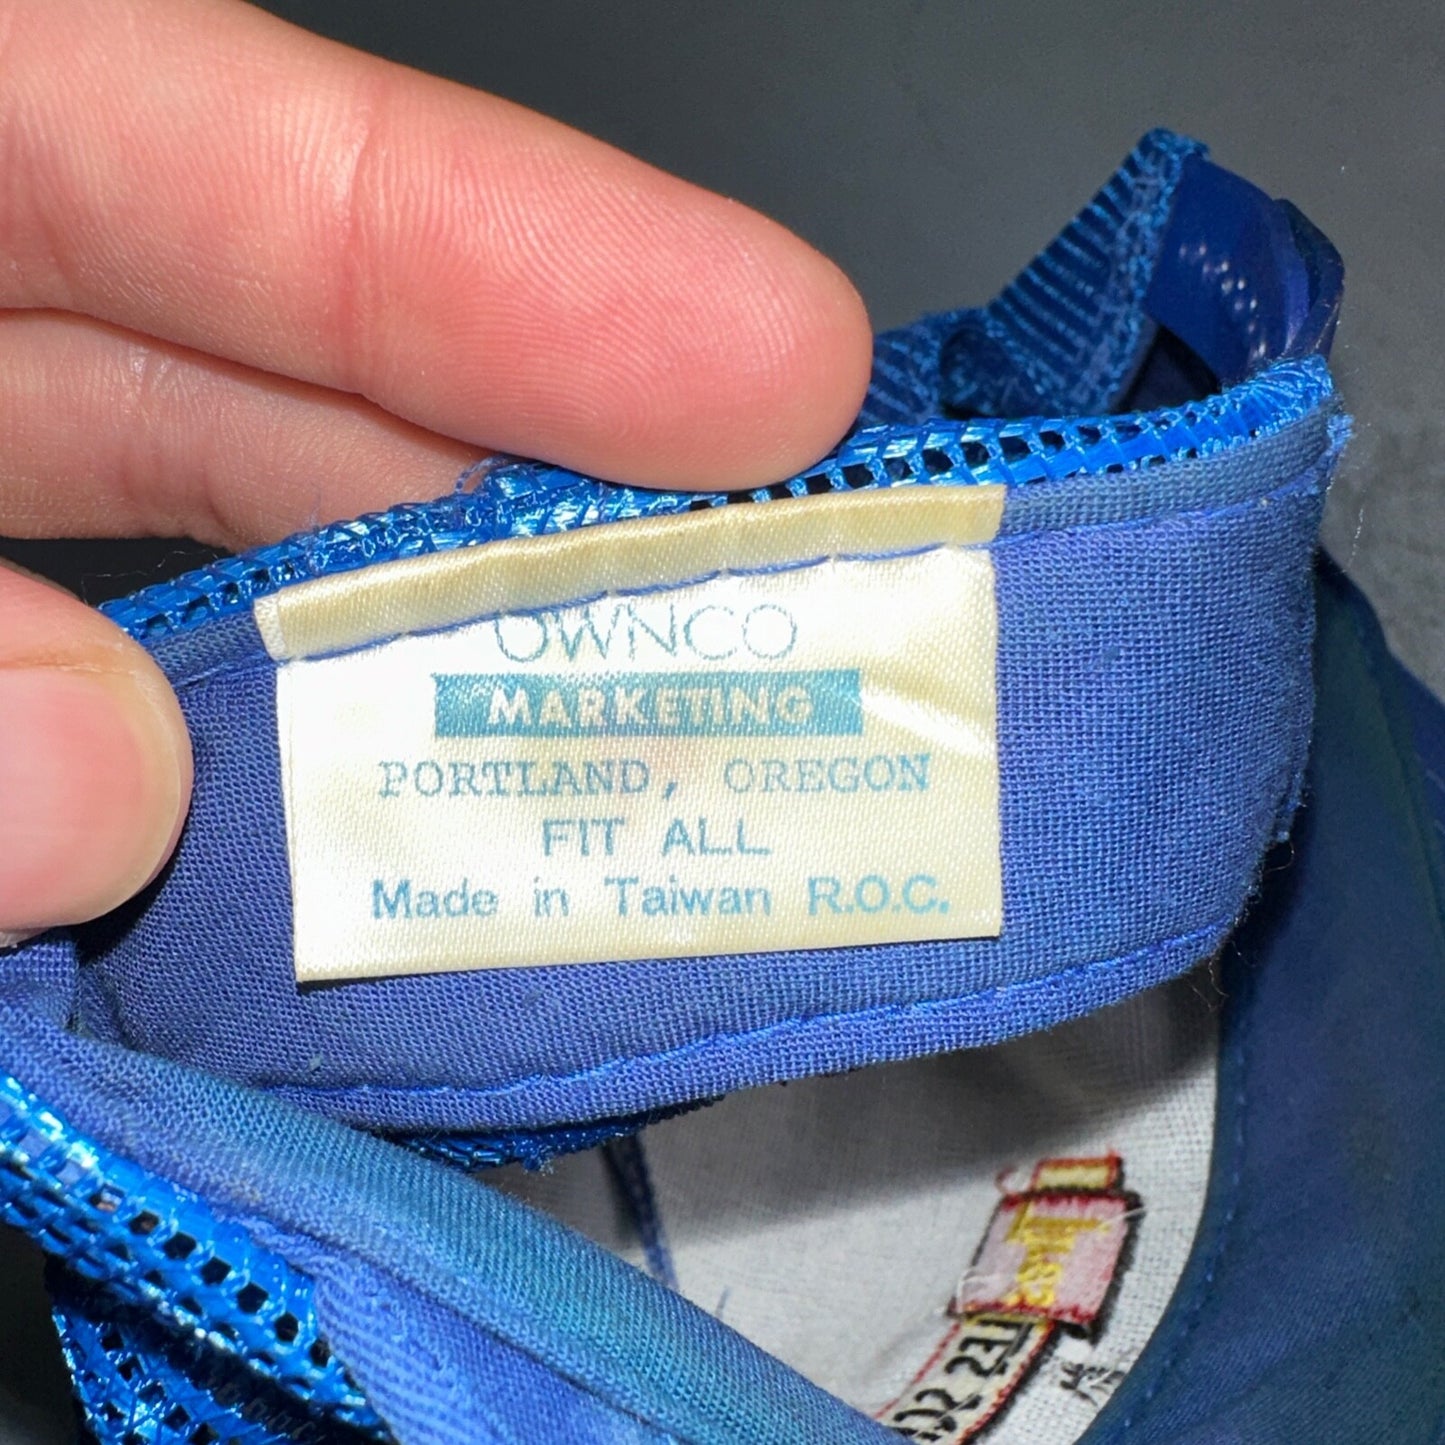 OWNCO
MARKETING
PORTLAND, OREGON
FIT ALL
Made in Taiwan R.O.C.